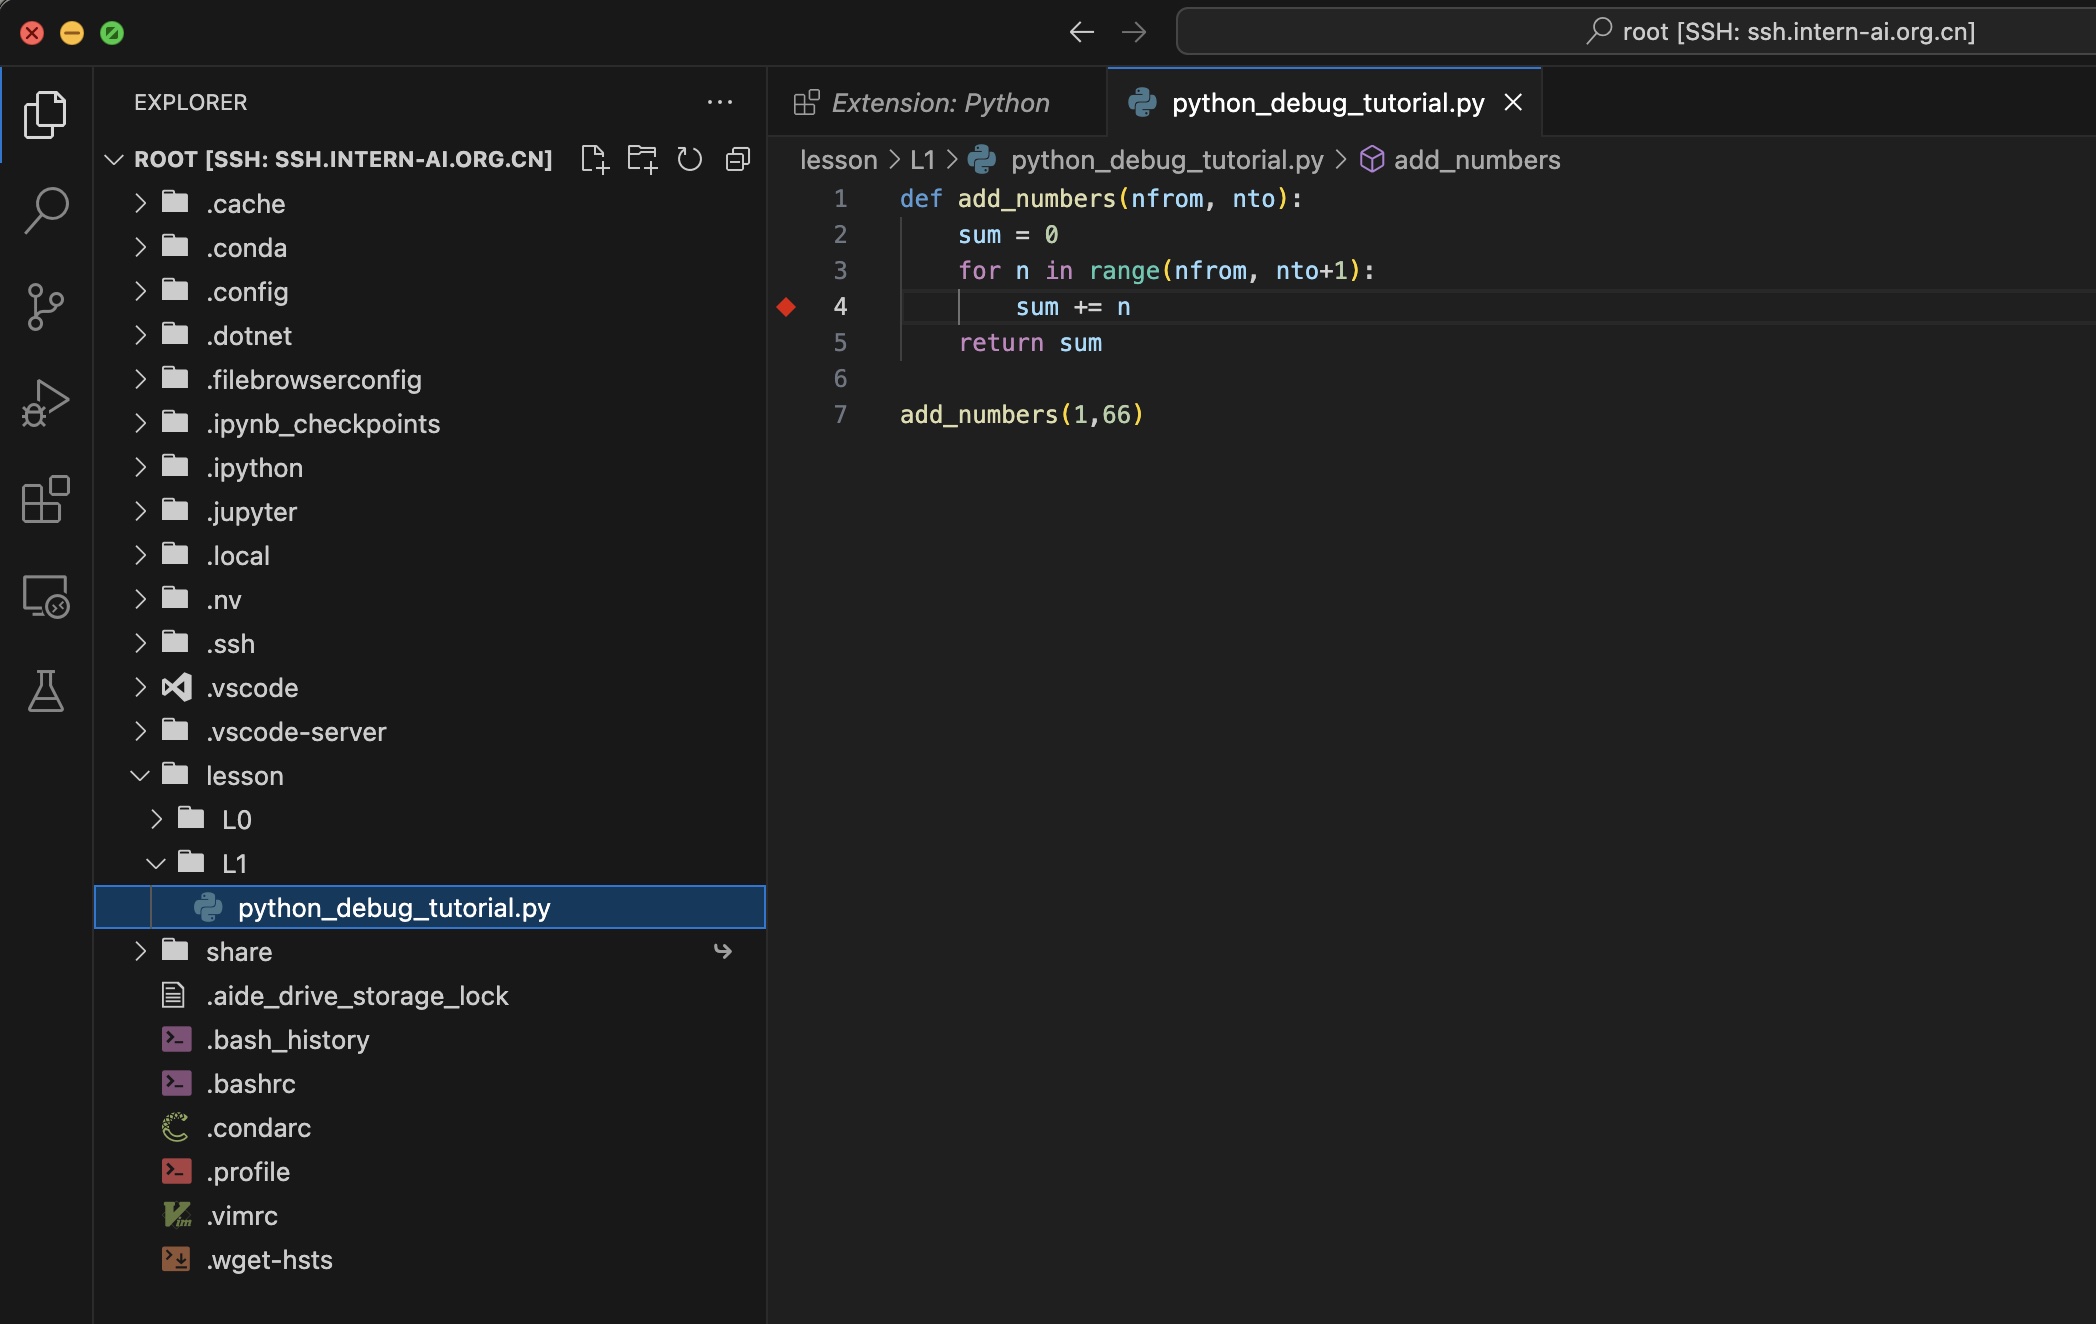 root [SSH: ssh.intern-ai.org.cn]
EXPLORER
ROOT [SSH: SSH.INTERN-AI.ORG.CN]
.cache
.conda
.config
.dotnet
.filebrowserconfig
.ipynb_checkpoints
.ipython
.jupyter
.local
.nv
.ssh
.vscode
.vscode-server
lesson
L0
L1
python_debug_tutorial.py
share
.aide_drive_storage_lock
.bash_history
.bashrc
.condarc
.profile
.vimrc
.wget-hsts
Extension: Python
python_debug_tutorial.py
lesson > L1 > python_debug_tutorial.py > add_numbers
1 def add_numbers(nfrom, nto):
2     sum = 0
3     for n in range(nfrom, nto+1):
4         sum += n
5     return sum
6
7 add_numbers(1,66)